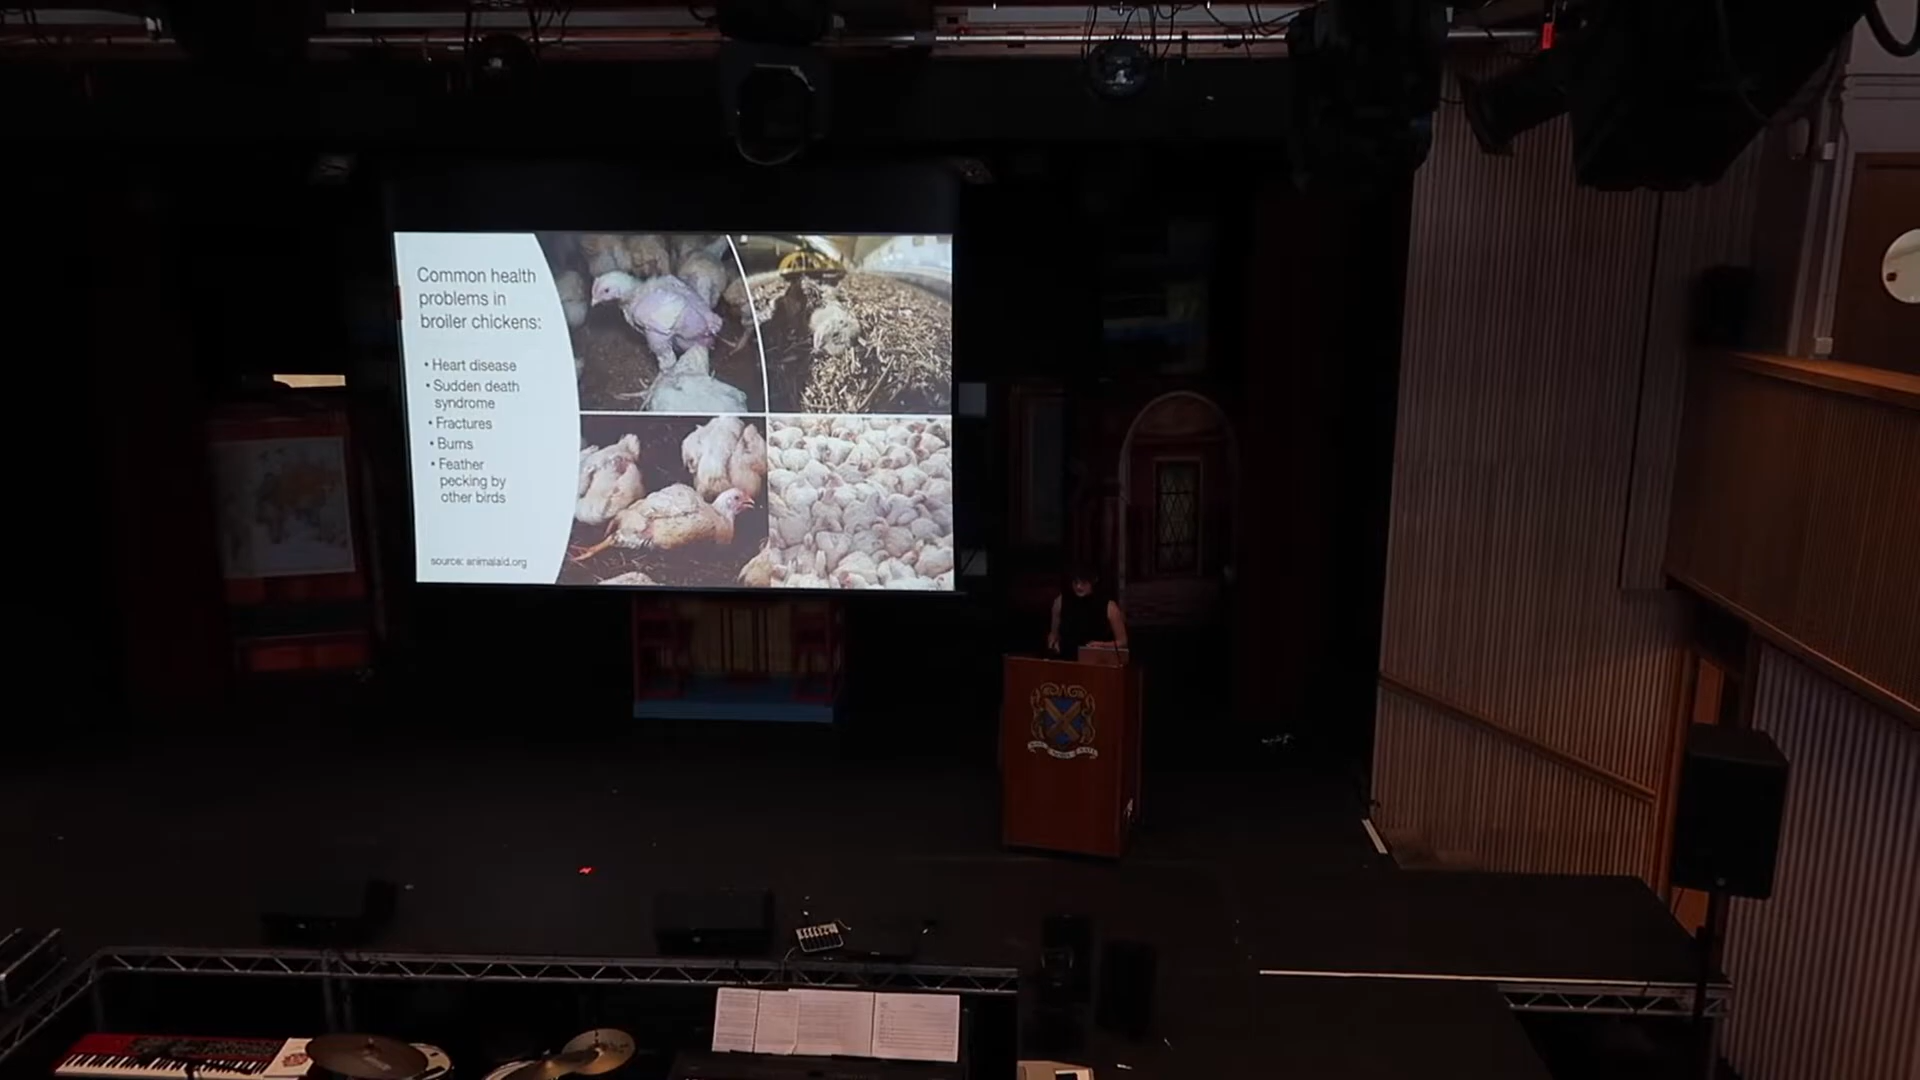 Common health
problems in
broiler chickens:
• Heart disease
• Sudden death
syndrome
• Fractures
• Burns
• Feather
pecking by
other birds
source: animalaid.org